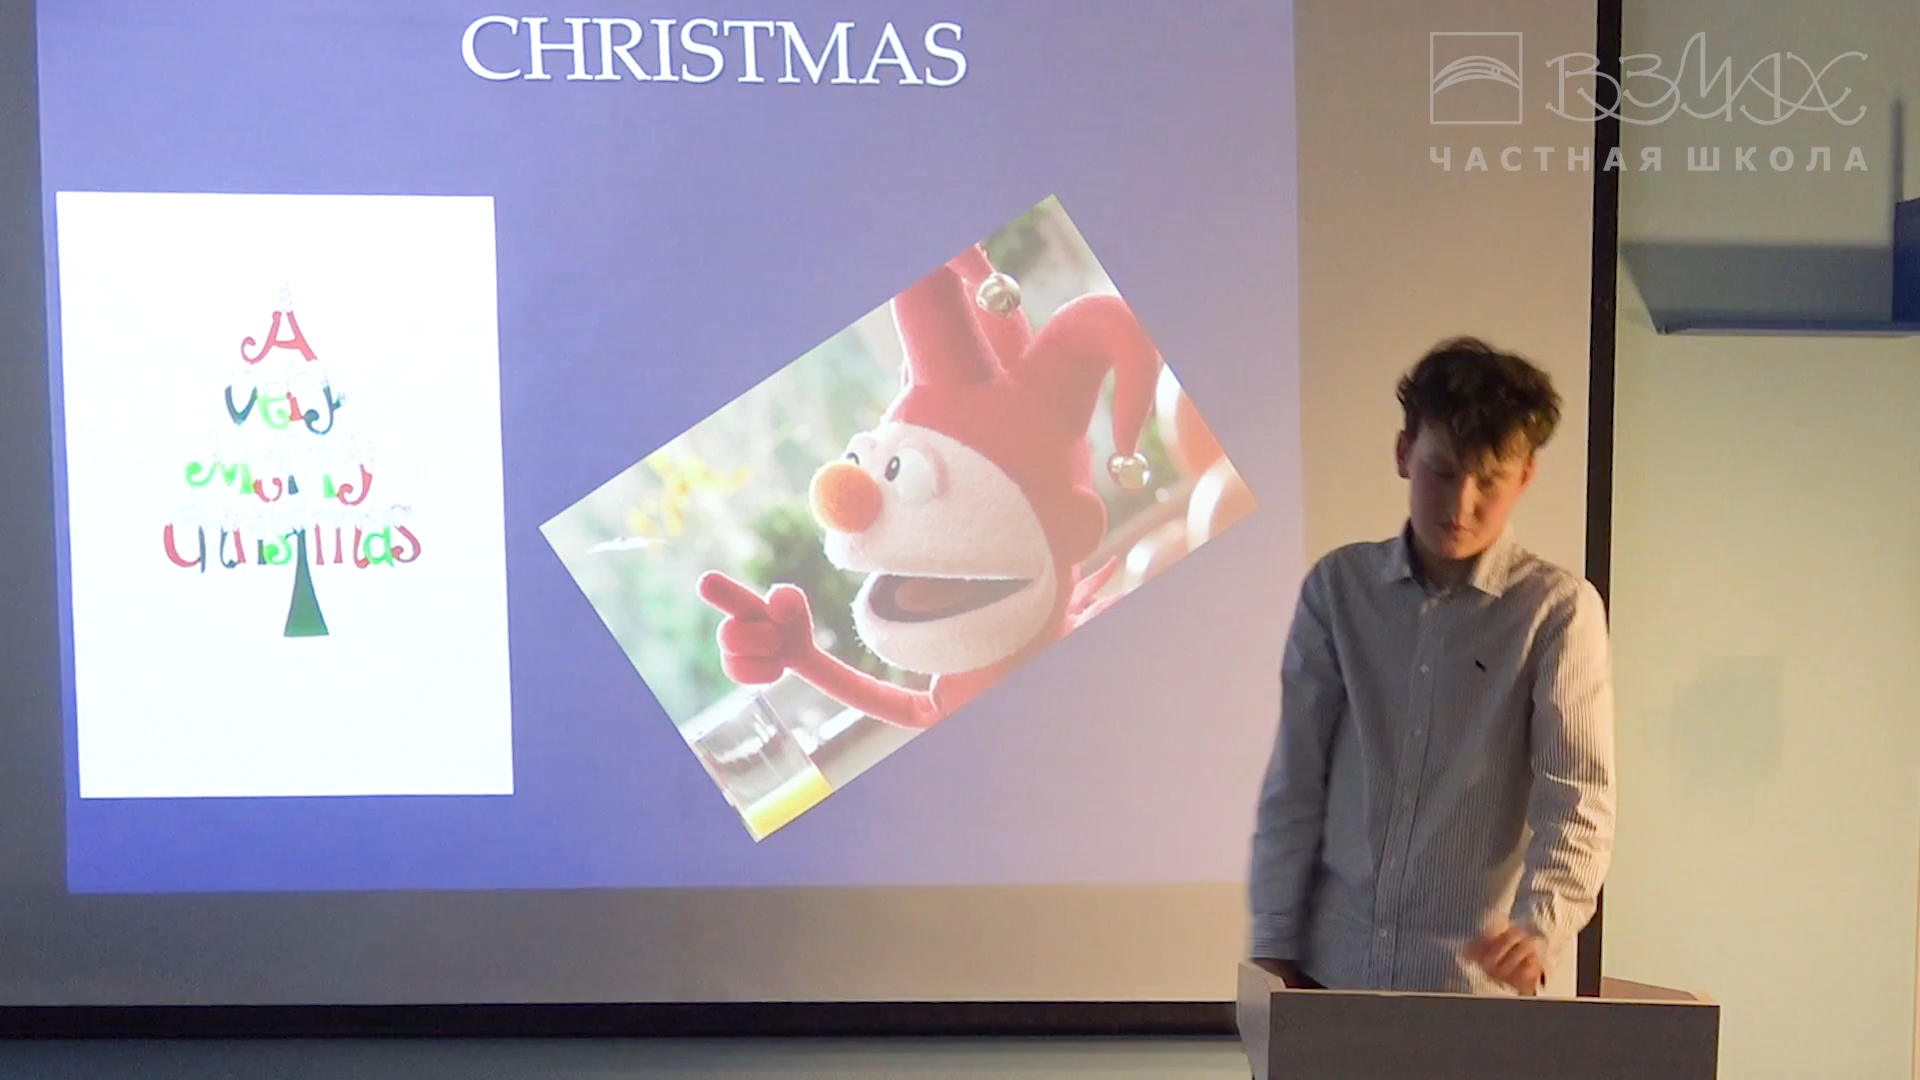 CHRISTMAS
ВЗМАХ
ЧАСТНАЯ ШКОЛА
A
very
Merry
Christmas